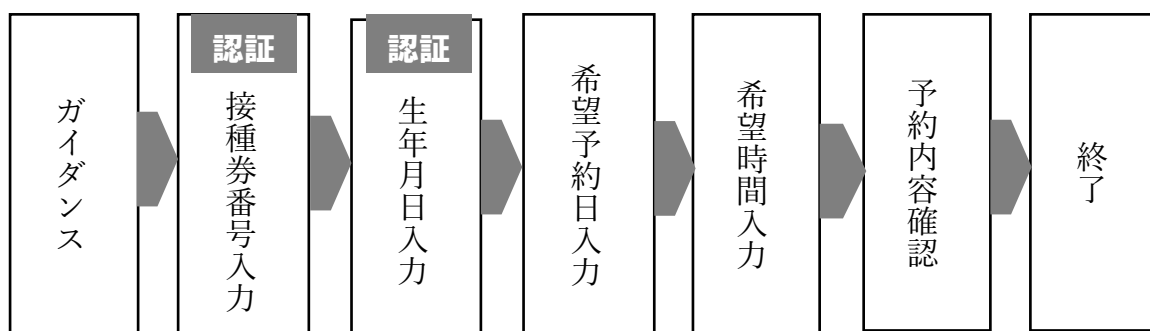 ガイダンス
認証
接種券番号入力
認証
生年月日入力
希望予約日入力
希望時間入力
予約内容確認
終了